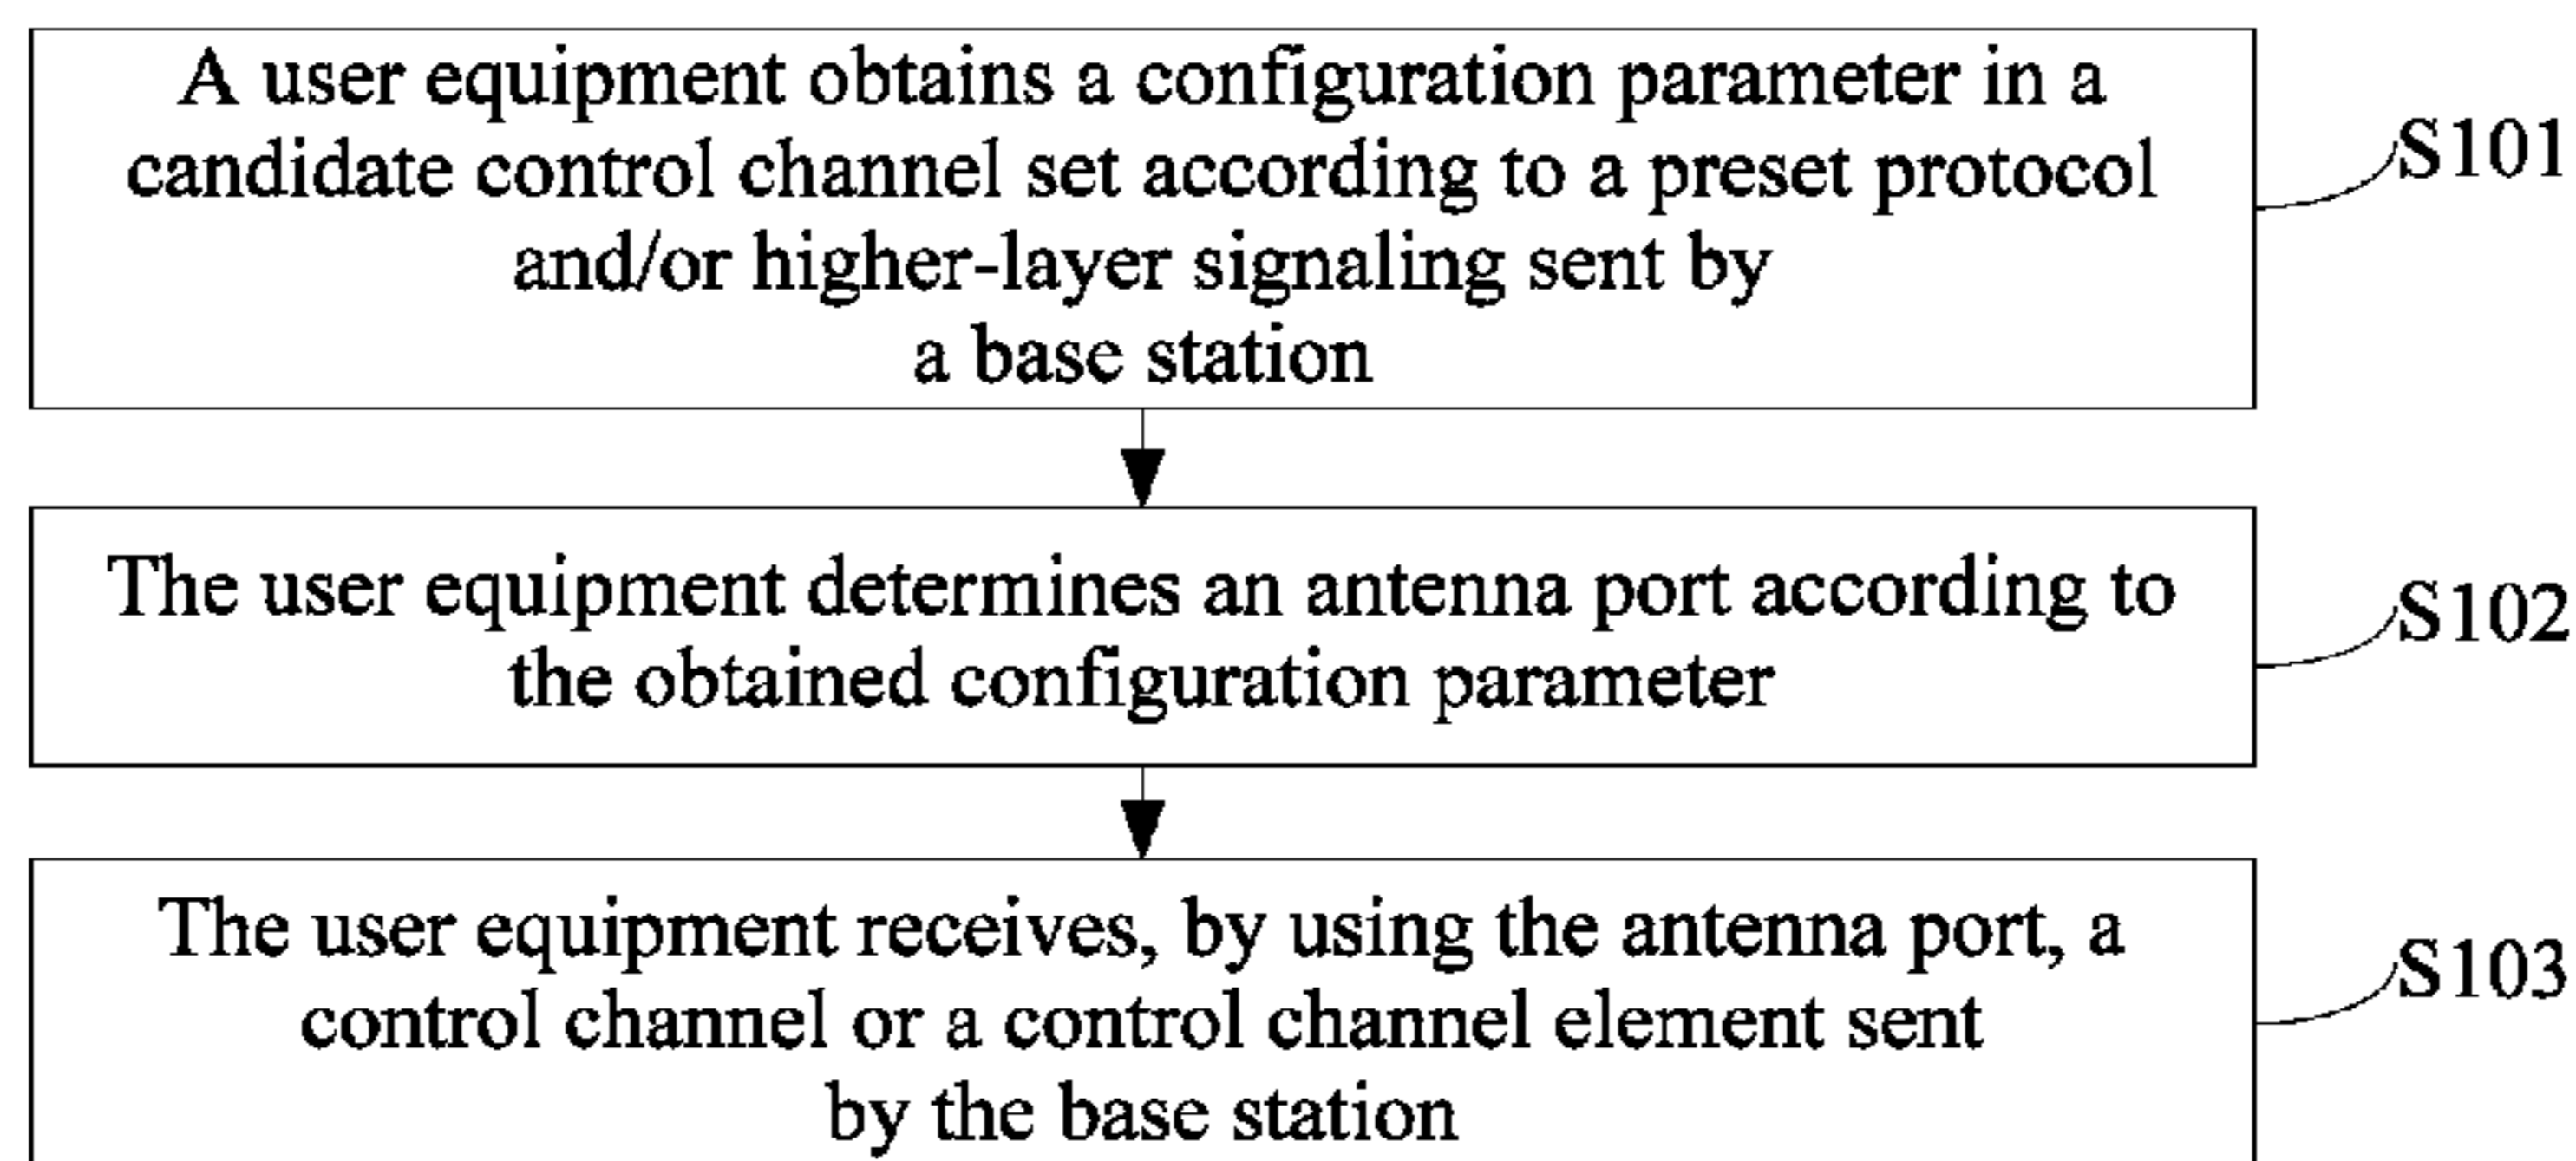 A user equipment obtains a configuration parameter in a
candidate control channel set according to a preset protocol
and/or higher-layer signaling sent by
a base station
S101
The user equipment determines an antenna port according to
the obtained configuration parameter
S102
The user equipment receives, by using the antenna port, a
control channel or a control channel element sent
by the base station
S103